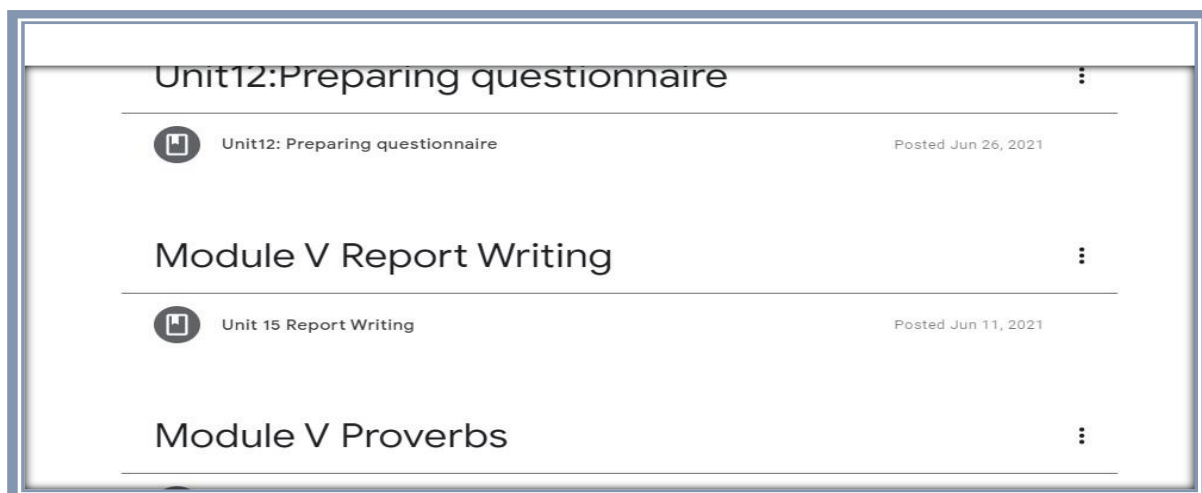 Unit12:Preparing questionnaire
Unit12: Preparing questionnaire
Posted Jun 26, 2021
Module V Report Writing
Unit 15 Report Writing
Posted Jun 11, 2021
Module V Proverbs